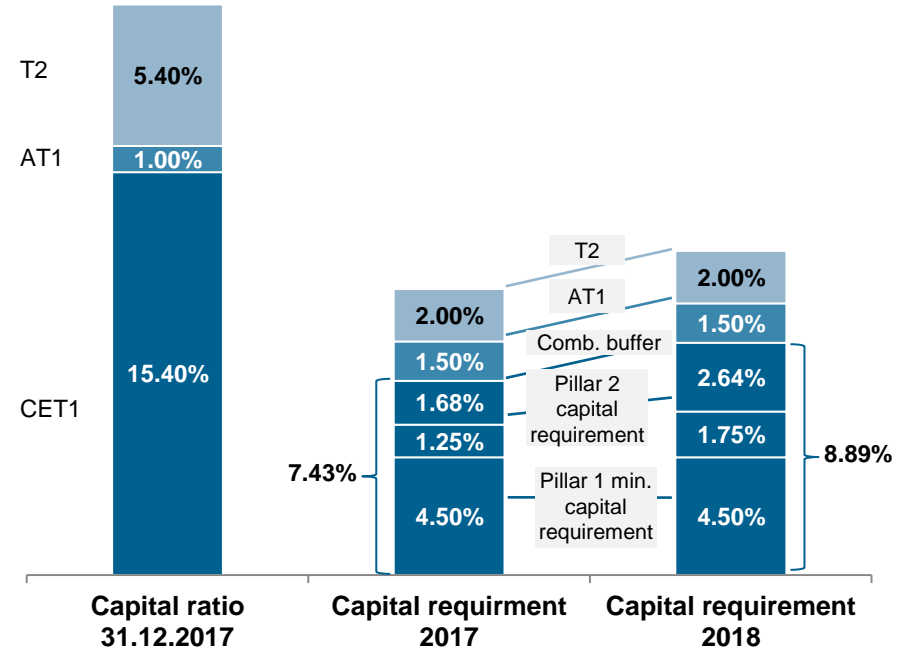 T2
AT1
CET1
5.40%
1.00%
15.40%
7.43%
2.00%
1.50%
1.68%
1.25%
4.50%
T2
AT1
Comb. buffer
Pillar 2
capital
requirement
Pillar 1 min.
capital
requirement
2.00%
1.50%
2.64%
1.75%
4.50%
8.89%
Capital ratio
31.12.2017
Capital requirment
2017
Capital requirement
2018